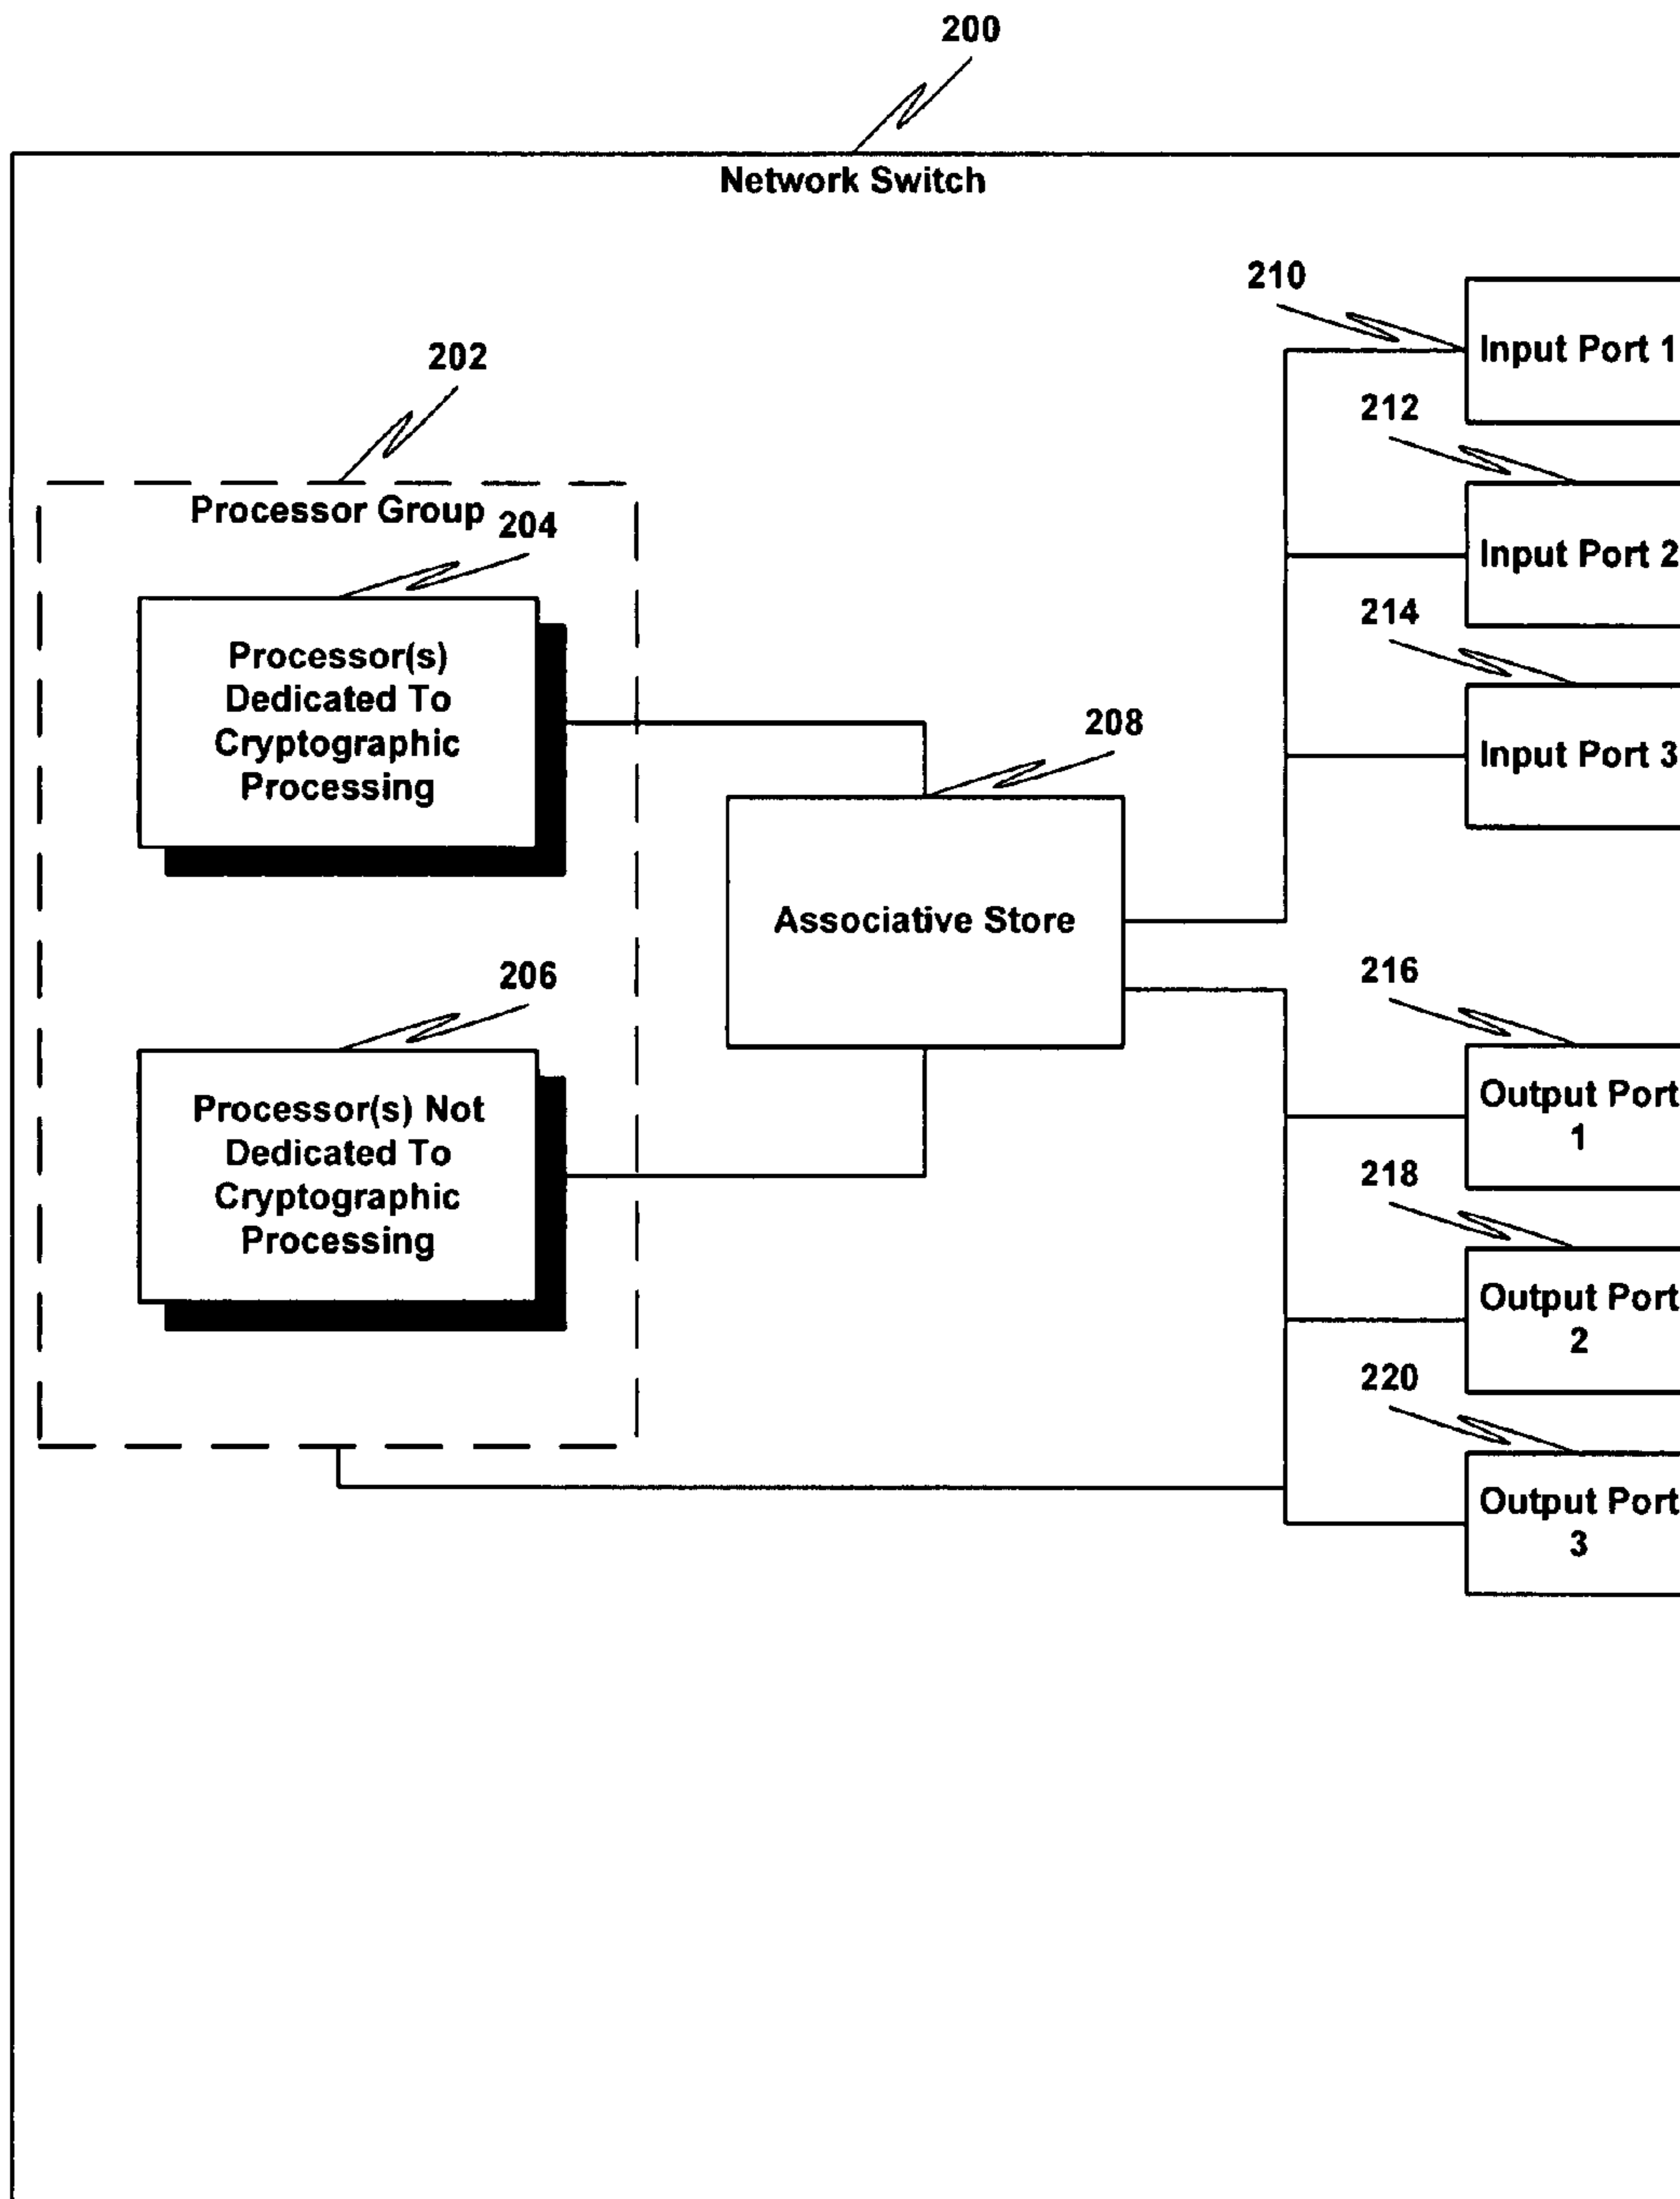 200
Network Switch
210
Input Port 1
202
212
Processor Group
204
Input Port 2
214
Processor(s)
Dedicated To
Cryptographic
Processing
208
Input Port 3
Associative Store
206
216
Processor(s) Not
Dedicated To
Cryptographic
Processing
Output Port
1
218
Output Port
2
220
Output Port
3